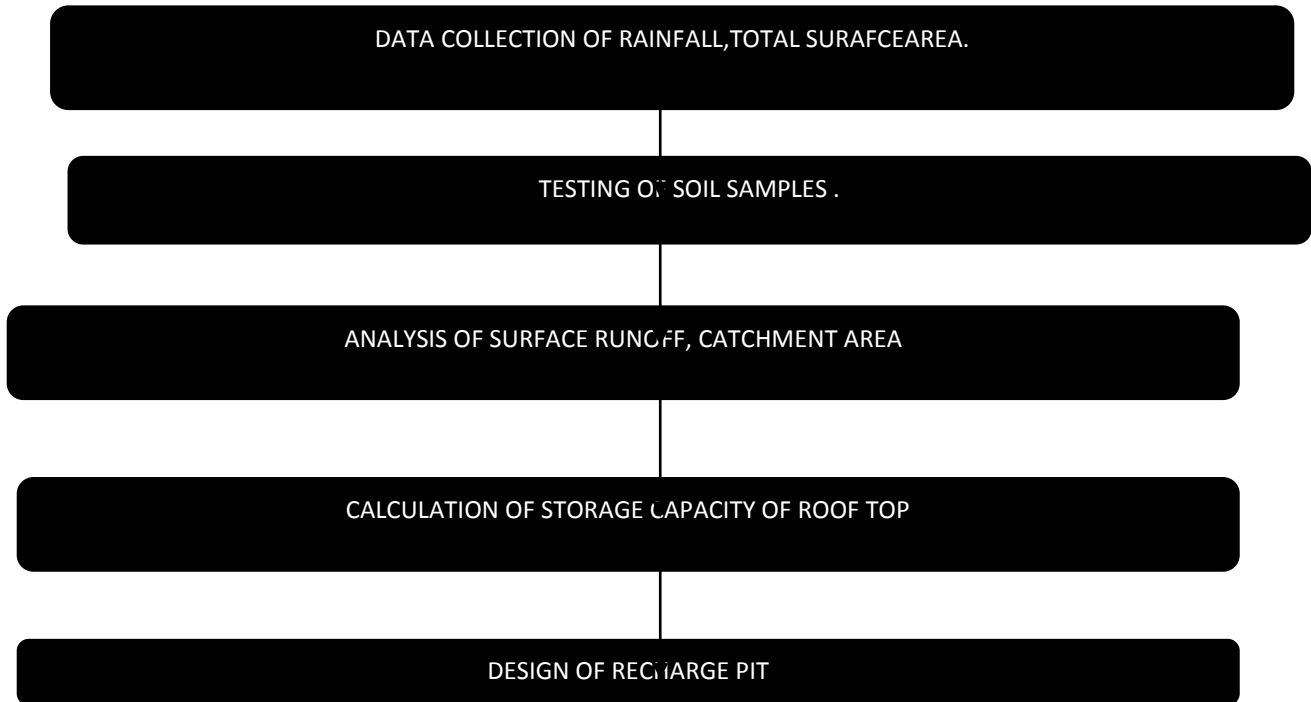 DATA COLLECTION OF RAINFALL,TOTAL SURAFCEAREA.
TESTING OF SOIL SAMPLES .
ANALYSIS OF SURFACE RUNOFF, CATCHMENT AREA
CALCULATION OF STORAGE CAPACITY OF ROOF TOP
DESIGN OF RECHARGE PIT